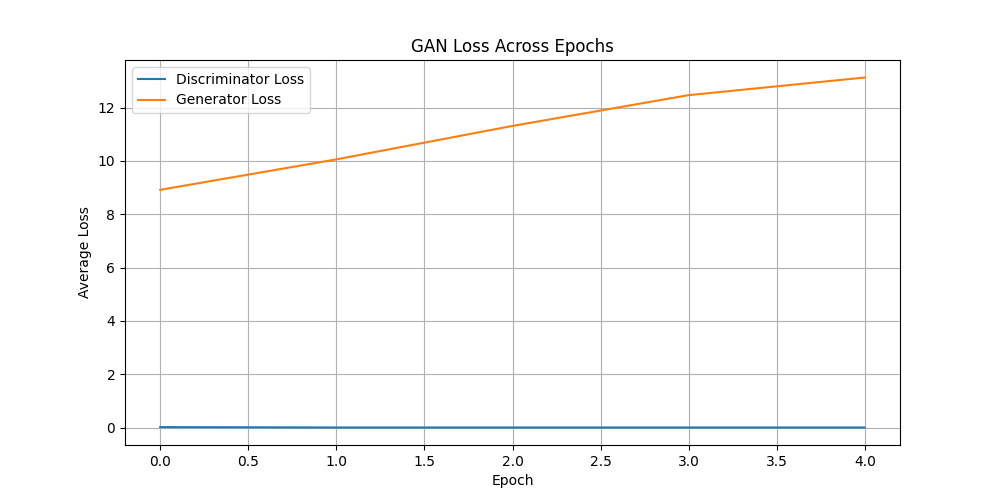 GAN Loss Across Epochs
Discriminator Loss
Generator Loss
Average Loss
12
10
8
6
4
2
0
0.0 0.5 1.0 1.5 2.0 2.5 3.0 3.5 4.0
Epoch